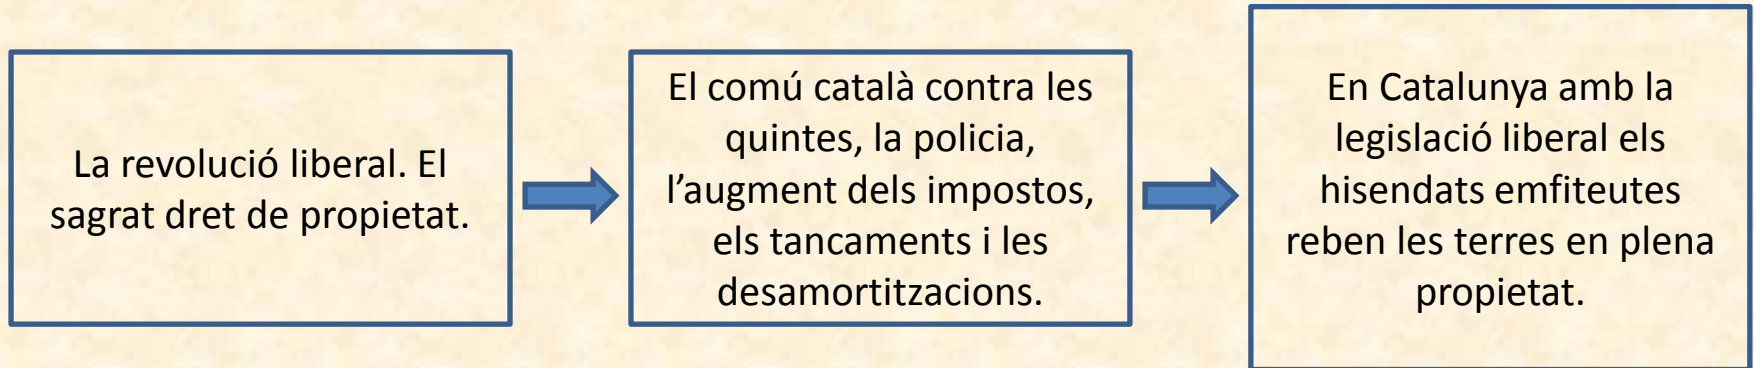 La revolució liberal. El
sagrat dret de propietat.
El comú català contra les
quintes, la policia,
l’augment dels impostos,
els tancaments i les
desamortitzacions.
En Catalunya amb la
legislació liberal els
hisendats emfiteutes
reben les terres en plena
propietat.